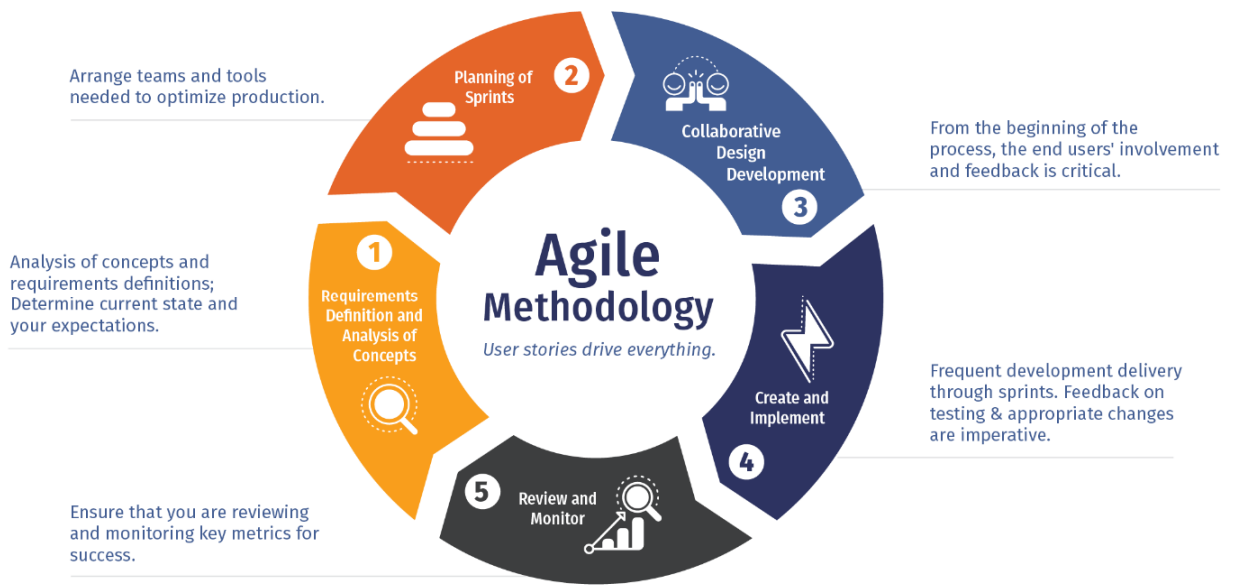 Agile
Methodology
User stories drive everything.
1
Requirements
Definition and
Analysis of
Concepts
Analysis of concepts and
requirements definitions;
Determine current state and
your expectations.
2
Planning of
Sprints
Arrange teams and tools
needed to optimize production.
Collaborative
Design
Development
3
From the beginning of the
process, the end users' involvement
and feedback is critical.
Create and
Implement
4
Frequent development delivery
through sprints. Feedback on
testing & appropriate changes
are imperative.
5
Review and
Monitor
Ensure that you are reviewing
and monitoring key metrics for
success.